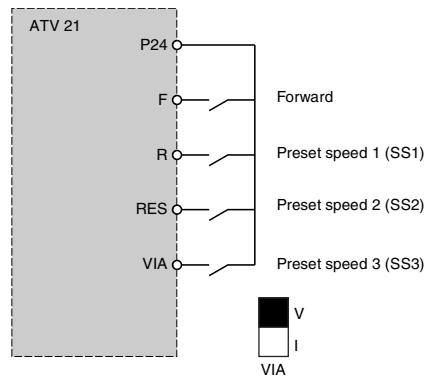 ATV 21
P24
F Forward
R Preset speed 1 (SS1)
RES Preset speed 2 (SS2)
VIA Preset speed 3 (SS3)
V
I
VIA